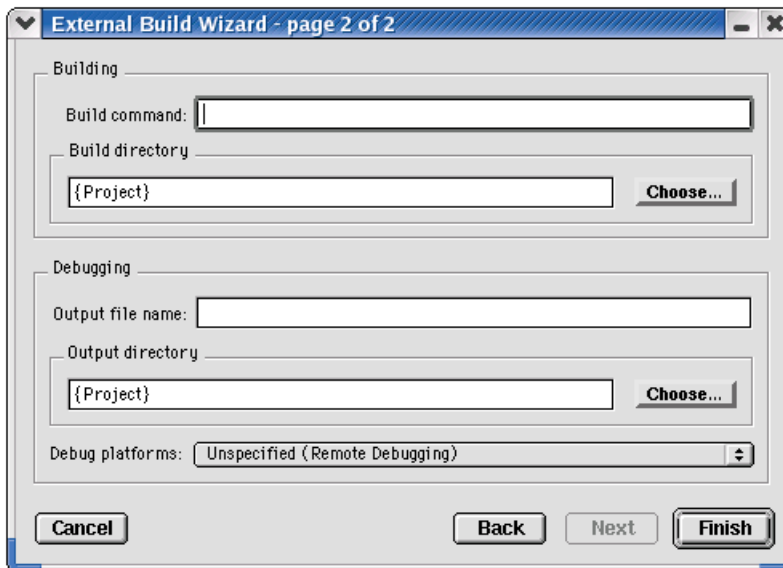 External Build Wizard - page 2 of 2
Building
Build command:
Build directory
{Project}
Choose...
Debugging
Output file name:
Output directory
{Project}
Choose...
Debug platforms: Unspecified (Remote Debugging)
Cancel
Back
Next
Finish